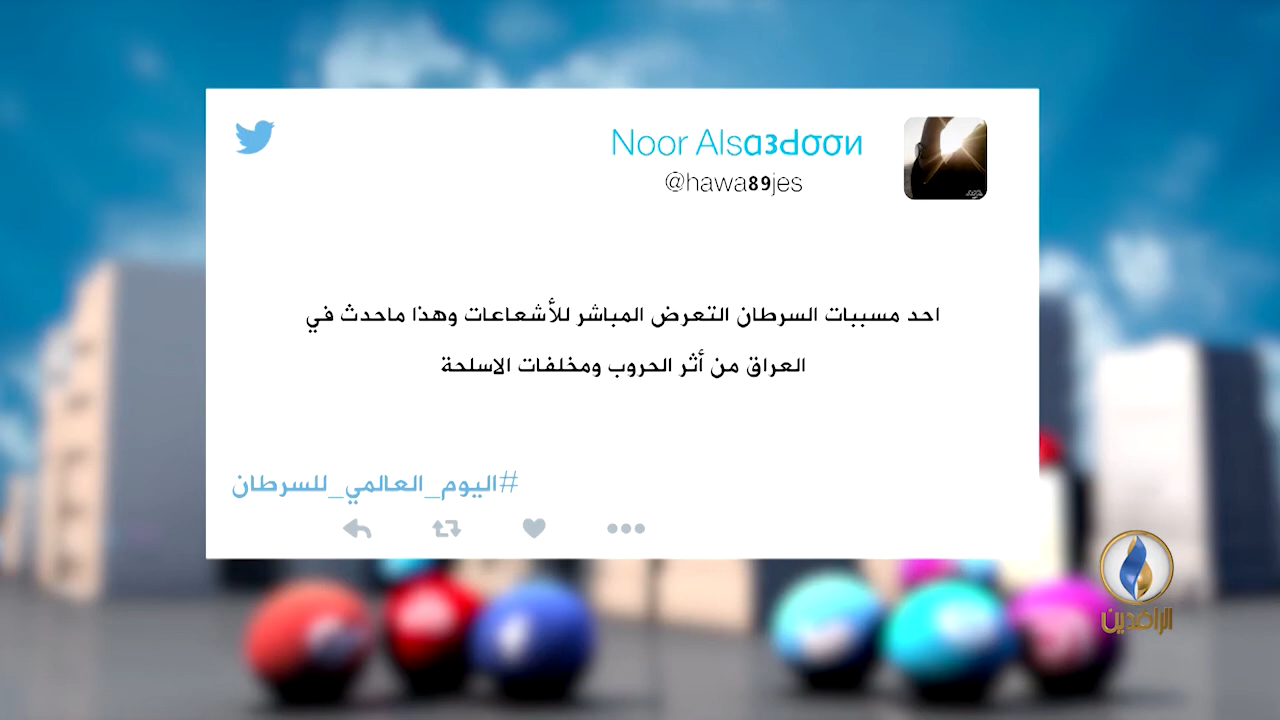 Noor Alsɑ3dσσи
@hawa89jes
احد مسببات السرطان التعرض المباشر للأشعاعات وهذا ماحدث في
العراق من أثر الحروب ومخلفات الاسلحة
#اليوم_العالمي_للسرطان
الرافدين